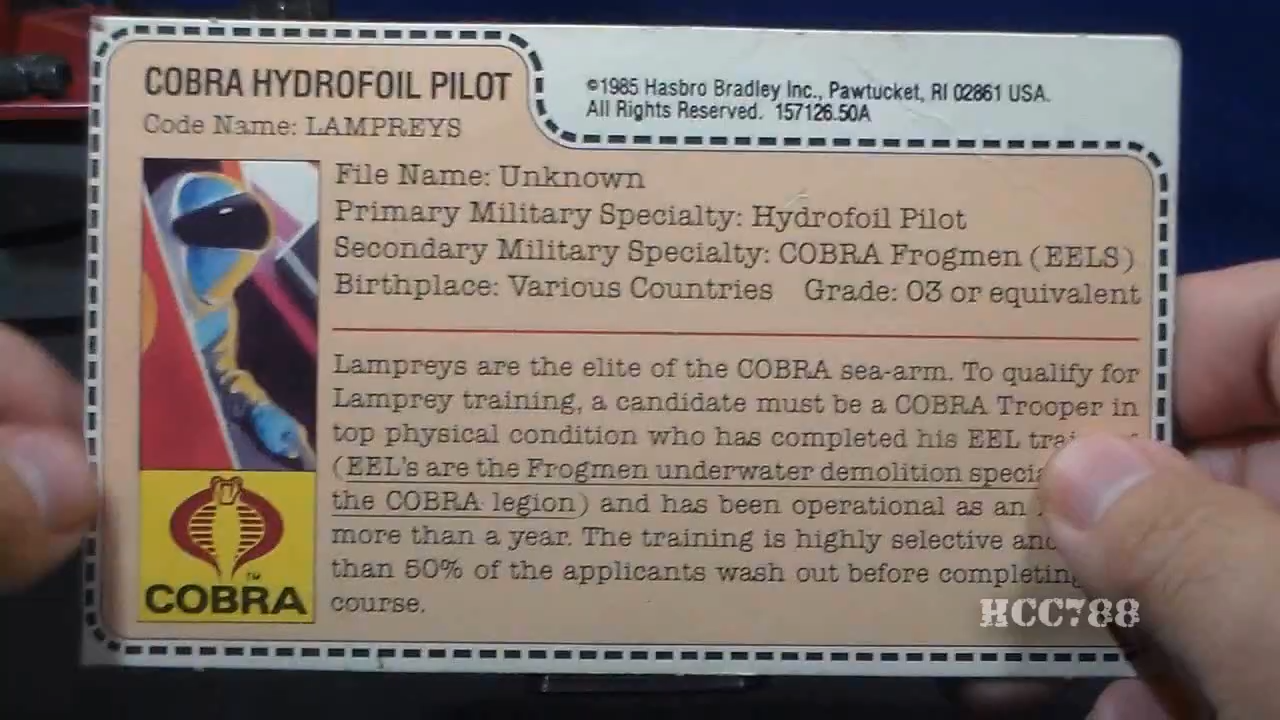 COBRA HYDROFOIL PILOT
Code Name: LAMPREYS
©1985 Hasbro Bradley Inc., Pawtucket, RI 02861 USA.
All Rights Reserved. 157126.50A
File Name: Unknown
Primary Military Specialty: Hydrofoil Pilot
Secondary Military Specialty: COBRA Frogmen (EELS)
Birthplace: Various Countries Grade: O3 or equivalent
Lampreys are the elite of the COBRA sea-arm. To qualify for
Lamprey training, a candidate must be a COBRA Trooper in
top physical condition who has completed his EEL
(EEL's are the Frogmen underwater demolition
the COBRA legion) and has been operational as an
more than a year. The training is highly selective
than 50% of the applicants wash out before
course.
TM
COBRA
HCC788